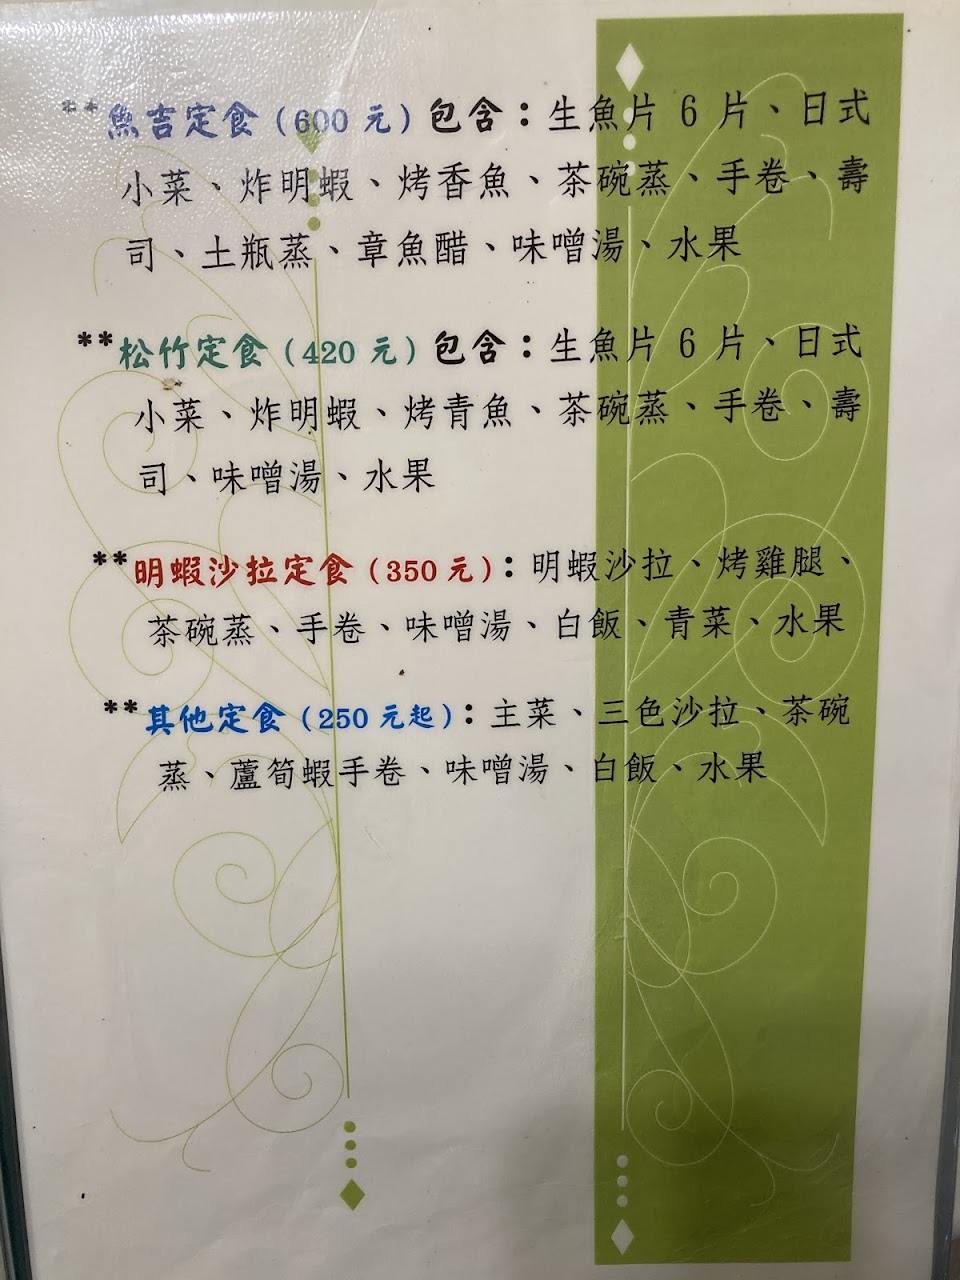 **魚吉定食(600 元)包含：生魚片 6 片、日式
小菜、炸明蝦、烤香魚、茶碗蒸、手卷、壽
司、土瓶蒸、章魚醋、味噌湯、水果
**松竹定食(420 元)包含：生魚片 6 片、日式
小菜、炸明蝦、烤青魚、茶碗蒸、手卷、壽
司、味噌湯、水果
**明蝦沙拉定食(350 元)：明蝦沙拉、烤雞腿、
茶碗蒸、手卷、味噌湯、白飯、青菜、水果
**其他定食(250 元起)：主菜、三色沙拉、茶碗
蒸、蘆筍蝦手卷、味噌湯、白飯、水果